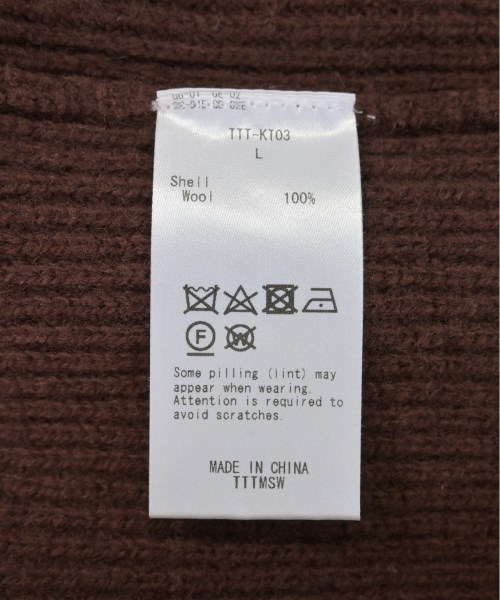 TTT-KT03
L
Shell
Wool 100%
F
W
Some pilling (lint) may
appear when wearing.
Attention is required to
avoid scratches.
MADE IN CHINA
TTTMSW